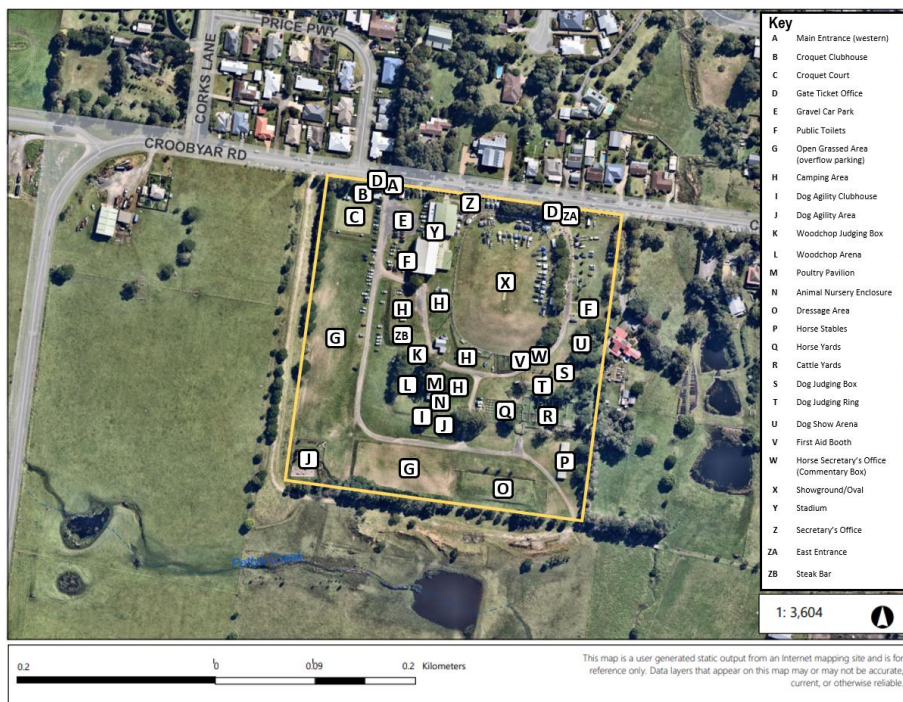 PRICE PWY
CORKS LANE
CROOBYAR RD
D
A
B
Z
D
ZA
C
E
Y
F
X
H
H
F
G
ZB
U
K
H
V
W
S
L
M
H
T
N
I
J
Q
R
J
G
P
O
Key
A Main Entrance (western)
B Croquet Clubhouse
C Croquet Court
D Gate Ticket Office
E Gravel Car Park
F Public Toilets
G Open Grassed Area
(overflow parking)
H Camping Area
I Dog Agility Clubhouse
J Dog Agility Area
K Woodchop Judging Box
L Woodchop Arena
M Poultry Pavilion
N Animal Nursery Enclosure
O Dressage Area
P Horse Stables
Q Horse Yards
R Cattle Yards
S Dog Judging Box
T Dog Judging Ring
U Dog Show Arena
V First Aid Booth
W Horse Secretary's Office
(Commentary Box)
X Showground/Oval
Y Stadium
Z Secretary's Office
ZA East Entrance
ZB Steak Bar
1: 3,604
0.2 0 0.09 0.2 Kilometers
This map is a user generated static output from an Internet mapping site and is for
reference only. Data layers that appear on this map may or may not be accurate,
current, or otherwise reliable.